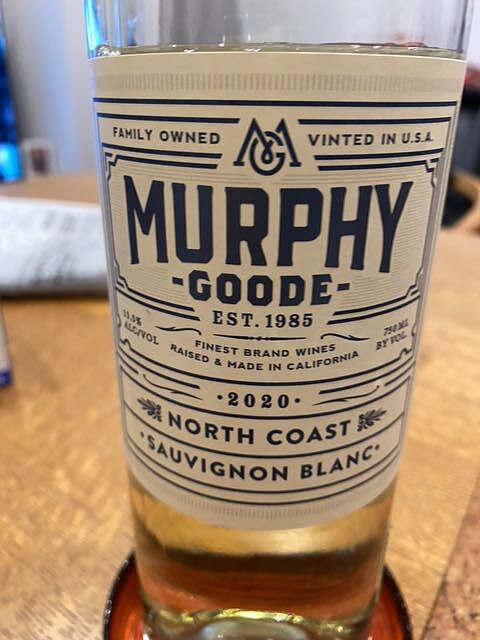 FAMILY OWNED MG VINTED IN U.S.A.
MURPHY
-GOODE-
EST. 1985
13.5%
ALC/VOL
750 ML
BY VOL.
FINEST BRAND WINES
RAISED & MADE IN CALIFORNIA
·2020·
NORTH COAST
·SAUVIGNON BLANC·